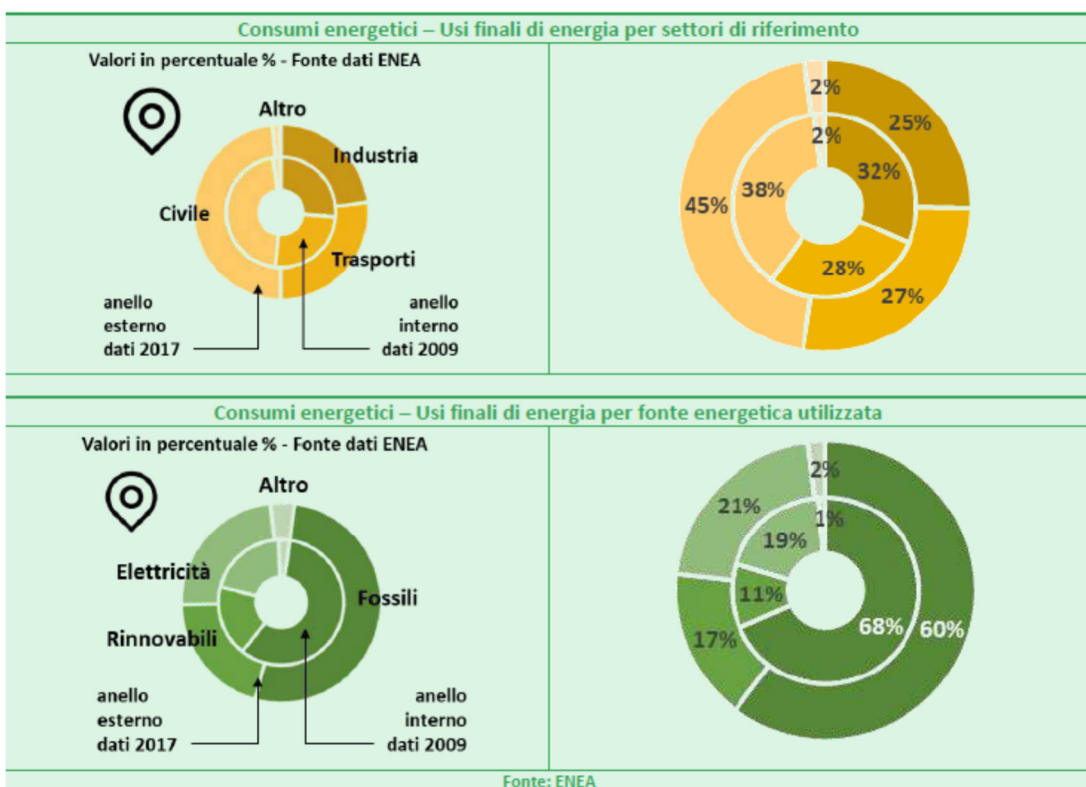 Consumi energetici – Usi finali di energia per settori di riferimento
Valori in percentuale % - Fonte dati ENEA
Altro
Industria
Civile
Trasporti
anello
esterno
dati 2017
anello
interno
dati 2009
2%
25%
2%
32%
38%
45%
28%
27%
Consumi energetici – Usi finali di energia per fonte energetica utilizzata
Valori in percentuale % - Fonte dati ENEA
Altro
Elettricità
Fossili
Rinnovabili
anello
esterno
dati 2017
anello
interno
dati 2009
2%
21%
1%
19%
11%
17%
68%
60%
Fonte: ENEA